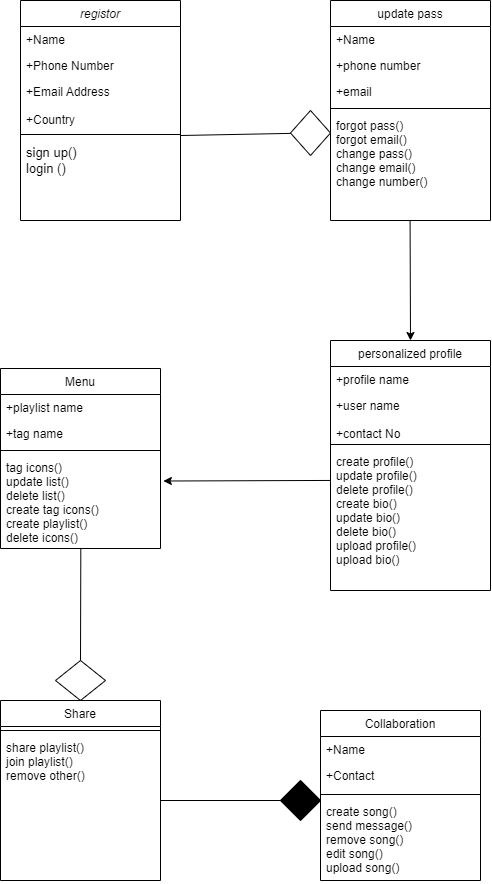 registor
+Name
+Phone Number
+Email Address
+Country
sign up()
login ()
update pass
+Name
+phone number
+email
forgot pass()
forgot email()
change pass()
change email()
change number()
personalized profile
+profile name
+user name
+contact No
create profile()
update profile()
delete profile()
create bio()
update bio()
delete bio()
upload profile()
upload bio()
Menu
+playlist name
+tag name
tag icons()
update list()
delete list()
create tag icons()
create playlist()
delete icons()
Share
share playlist()
join playlist()
remove other()
Collaboration
+Name
+Contact
create song()
send message()
remove song()
edit song()
upload song()